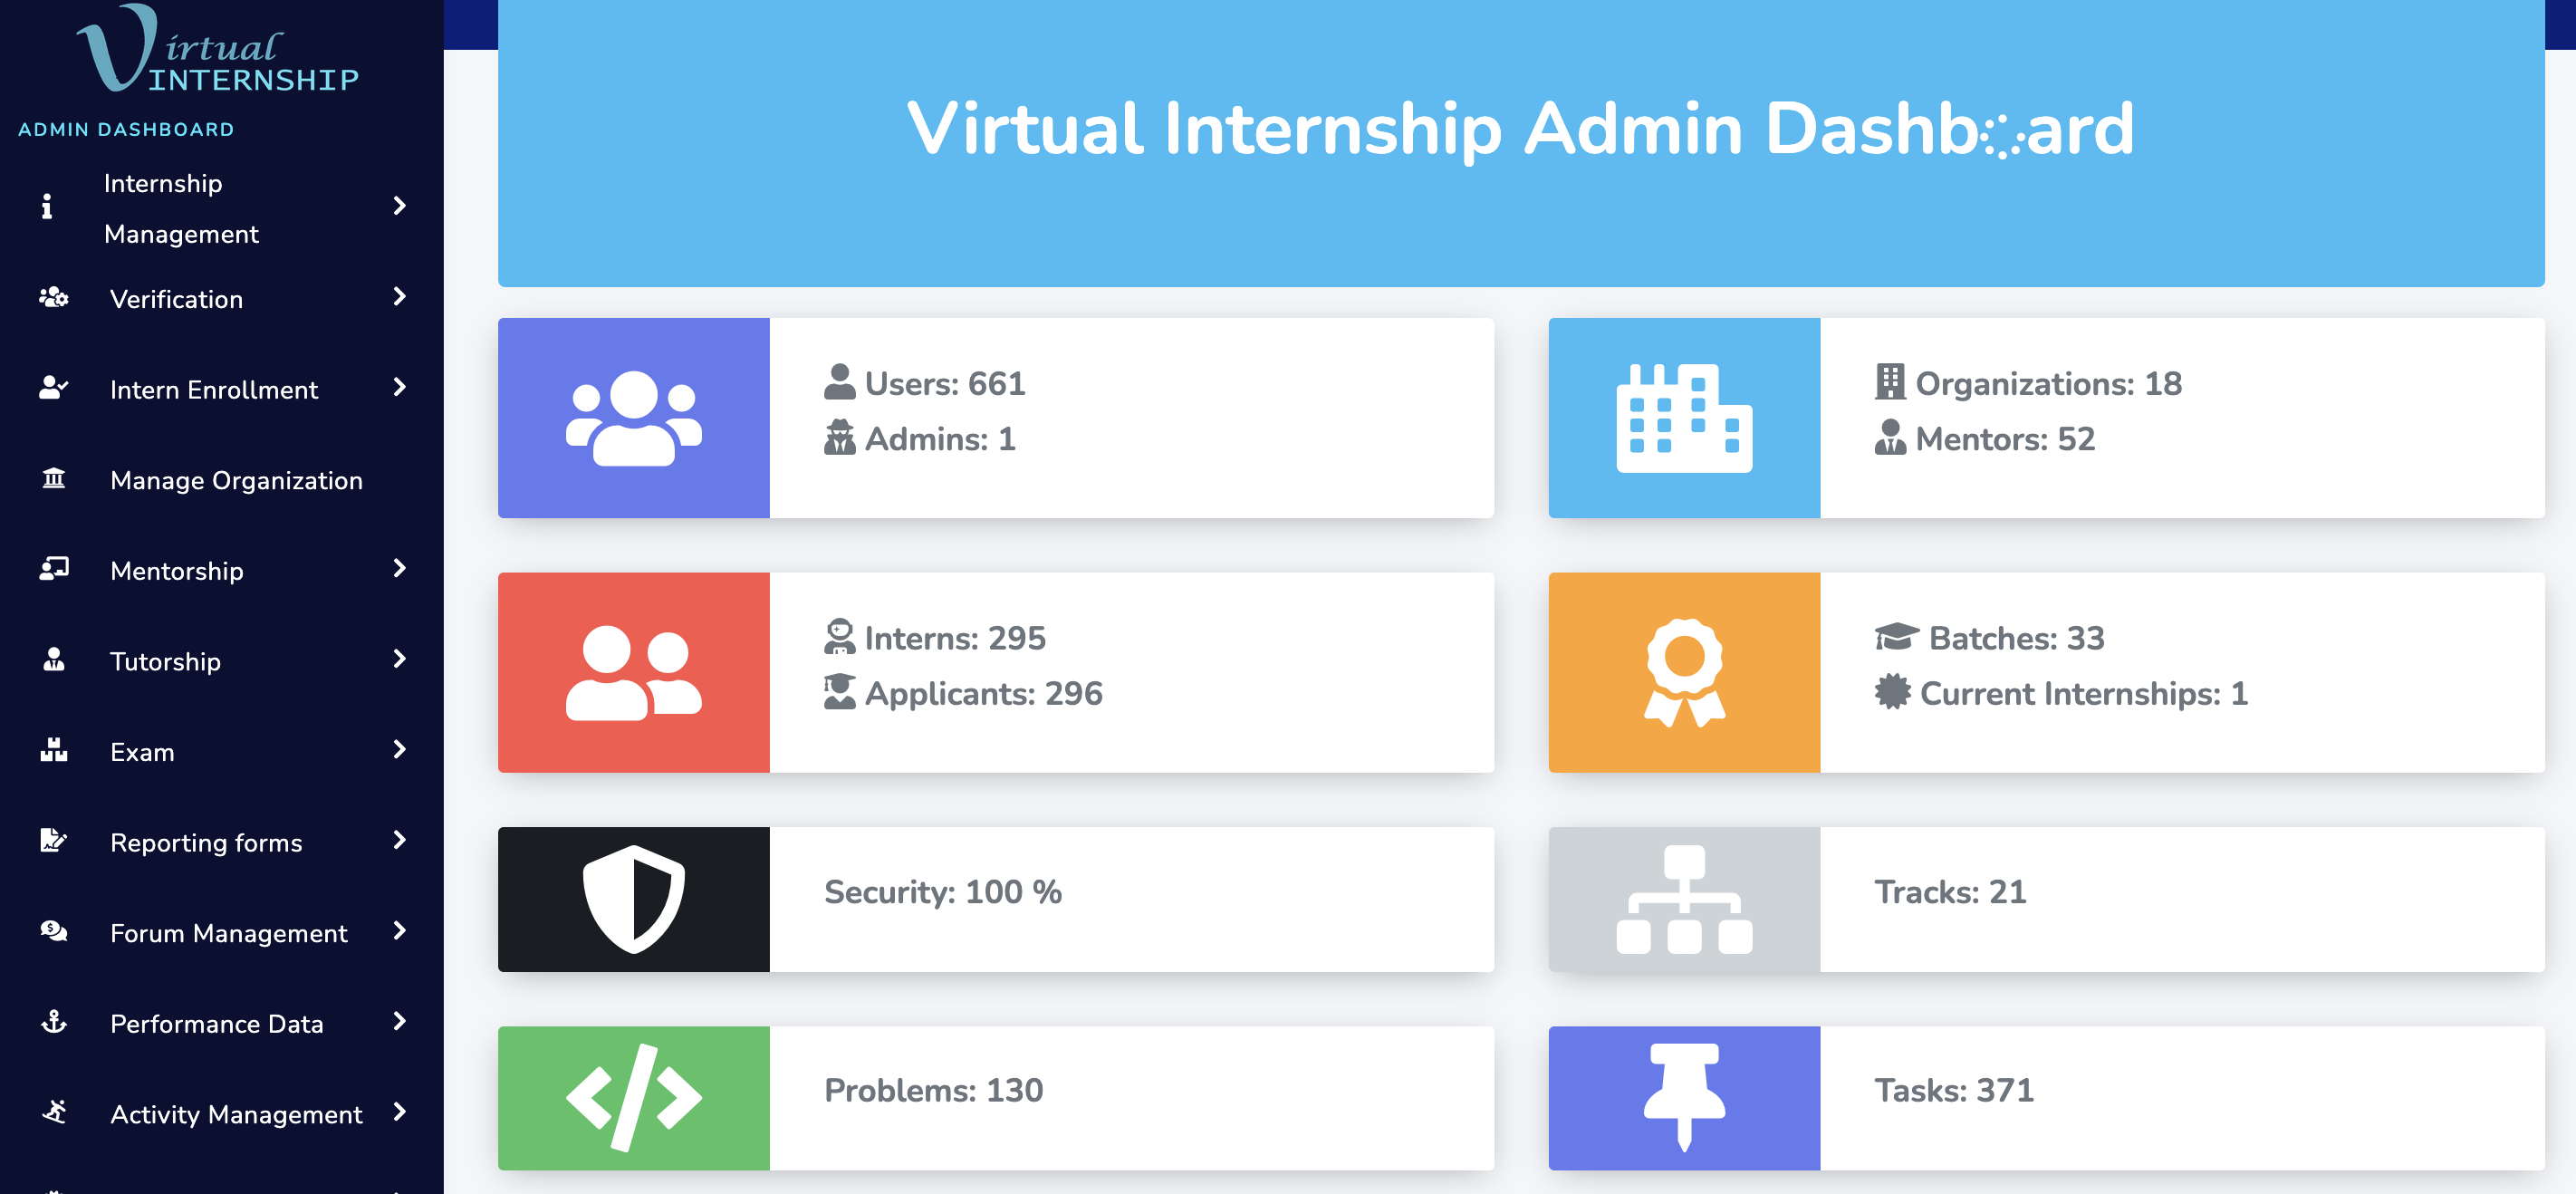 Virtual
INTERNSHIP
ADMIN DASHBOARD
Internship
Management
Verification
Intern Enrollment
Manage Organization
Mentorship
Tutorship
Exam
Reporting forms
Forum Management
Performance Data
Activity Management
Virtual Internship Admin Dashboard
Users: 661
Admins: 1
Organizations: 18
Mentors: 52
Interns: 295
Applicants: 296
Batches: 33
Current Internships: 1
Security: 100 %
Tracks: 21
Problems: 130
Tasks: 371